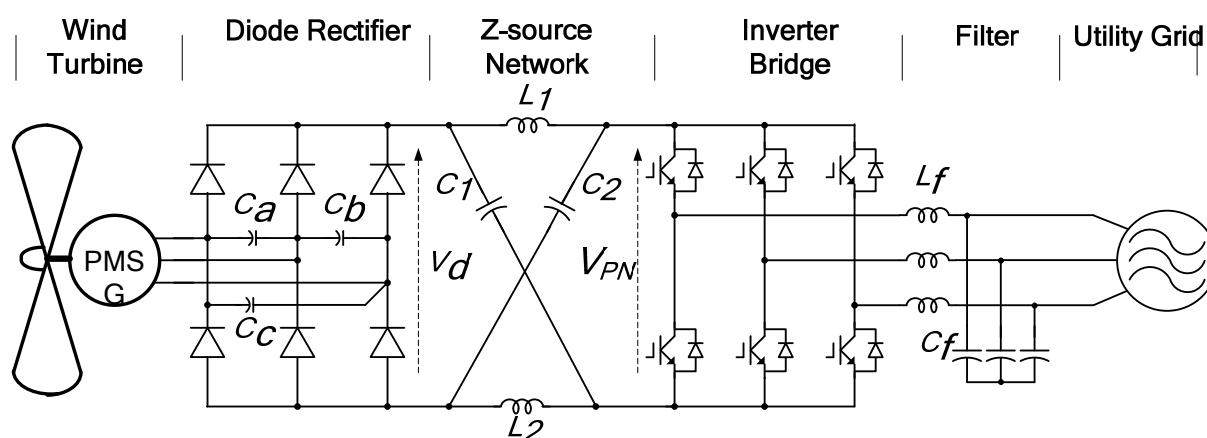 Wind
Turbine
Diode Rectifier
Z-source
Network
Inverter
Bridge
Filter
Utility Grid
L1
C1
C2
Ca
Cb
Vd
VPN
Lf
PMS
G
Cc
Cf
L2